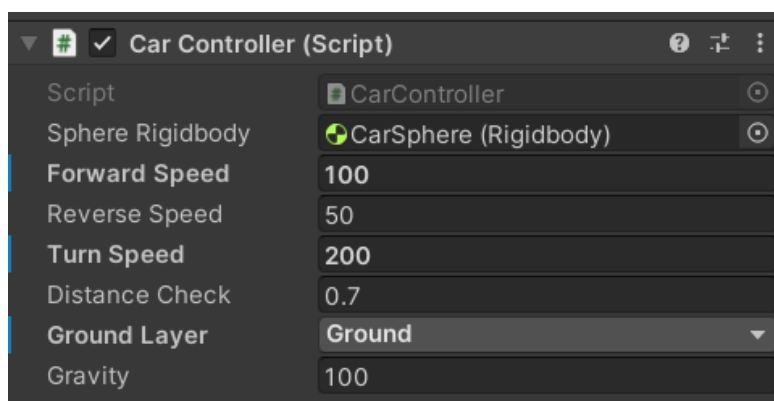 Car Controller (Script)
Script CarController
Sphere Rigidbody CarSphere (Rigidbody)
Forward Speed 100
Reverse Speed 50
Turn Speed 200
Distance Check 0.7
Ground Layer Ground
Gravity 100